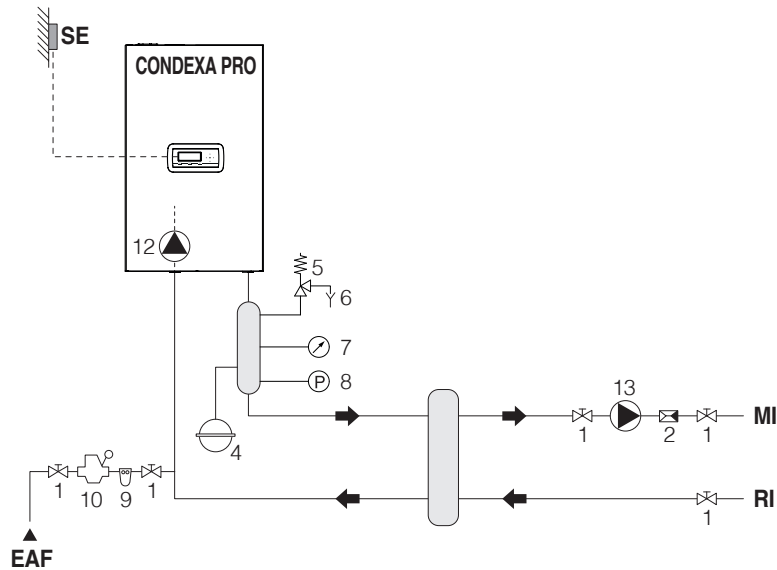 SE
CONDEXA PRO
12
5
6
7
P 8
4
13
1 2 1 MI
1 10 9 1
RI
1
EAF